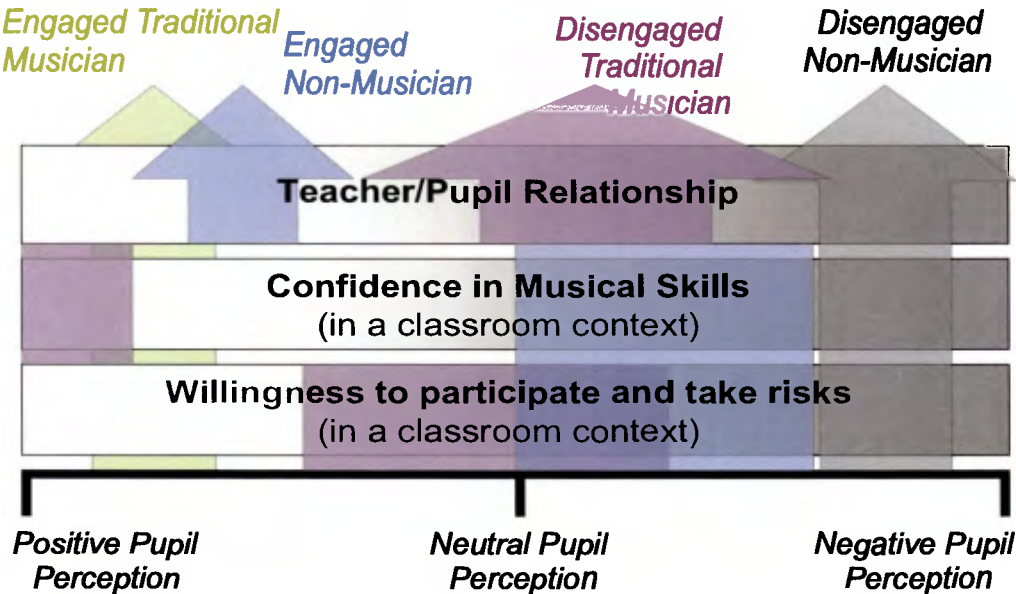 Engaged Traditional
Musician
Engaged
Non-Musician
Disengaged
Traditional
Musician
Disengaged
Non-Musician
Teacher/Pupil Relationship
Confidence in Musical Skills
(in a classroom context)
Willingness to participate and take risks
(in a classroom context)
Positive Pupil
Perception
Neutral Pupil
Perception
Negative Pupil
Perception